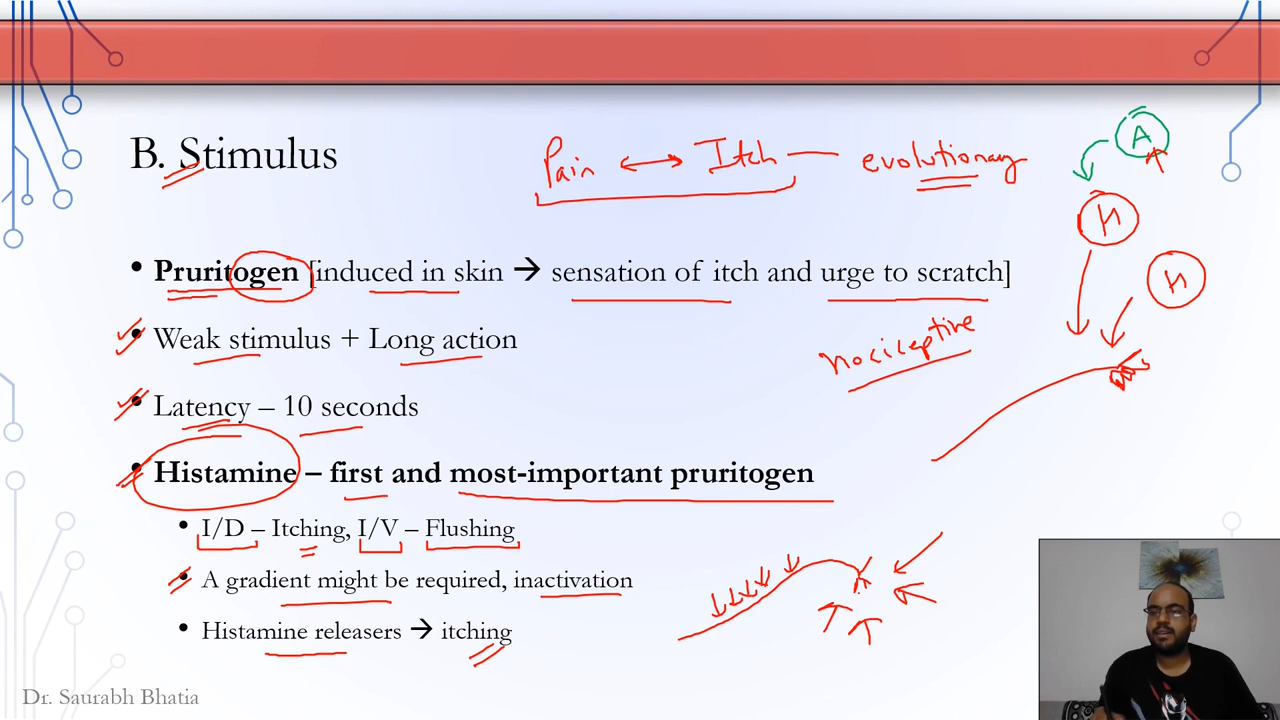 B. Stimulus
Pain ↔ Itch — evolutionary
A
H
H
• Pruritogen [induced in skin → sensation of itch and urge to scratch]
• Weak stimulus + Long action
nociceptive
• Latency – 10 seconds
• Histamine – first and most-important pruritogen
• I/D – Itching, I/V – Flushing
• A gradient might be required, inactivation
• Histamine releasers → itching
Dr. Saurabh Bhatia